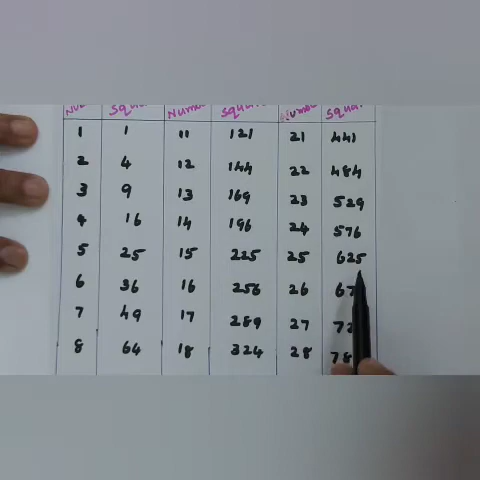 Number Square
1 1 11 121 21 441
2 4 12 144 22 484
3 9 13 169 23 529
4 16 14 196 24 576
5 25 15 225 25 625
6 36 16 256 26
7 49 17 289 27
8 64 18 324 28